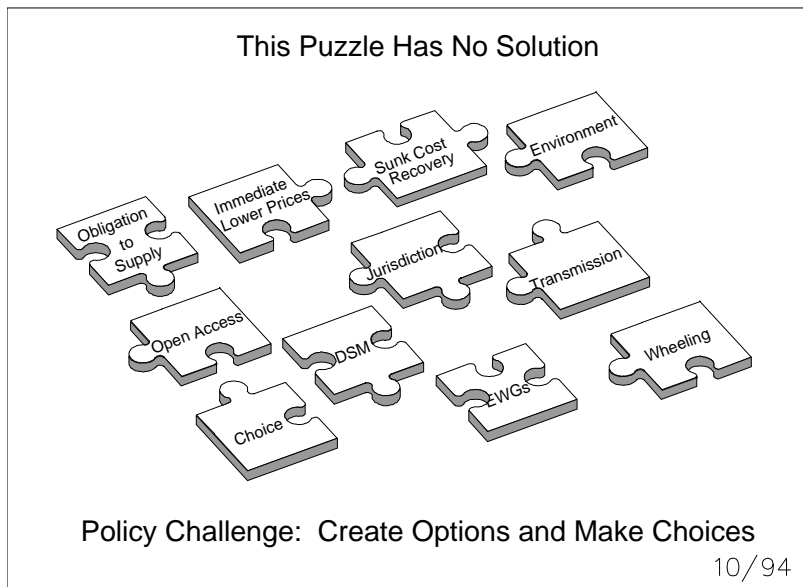 This Puzzle Has No Solution
Sunk Cost
Recovery
Environment
Immediate
Lower Prices
Obligation
to
Supply
Jurisdiction
Transmission
Open Access
DSM
Wheeling
EWGs
Choice
Policy Challenge: Create Options and Make Choices
10/94